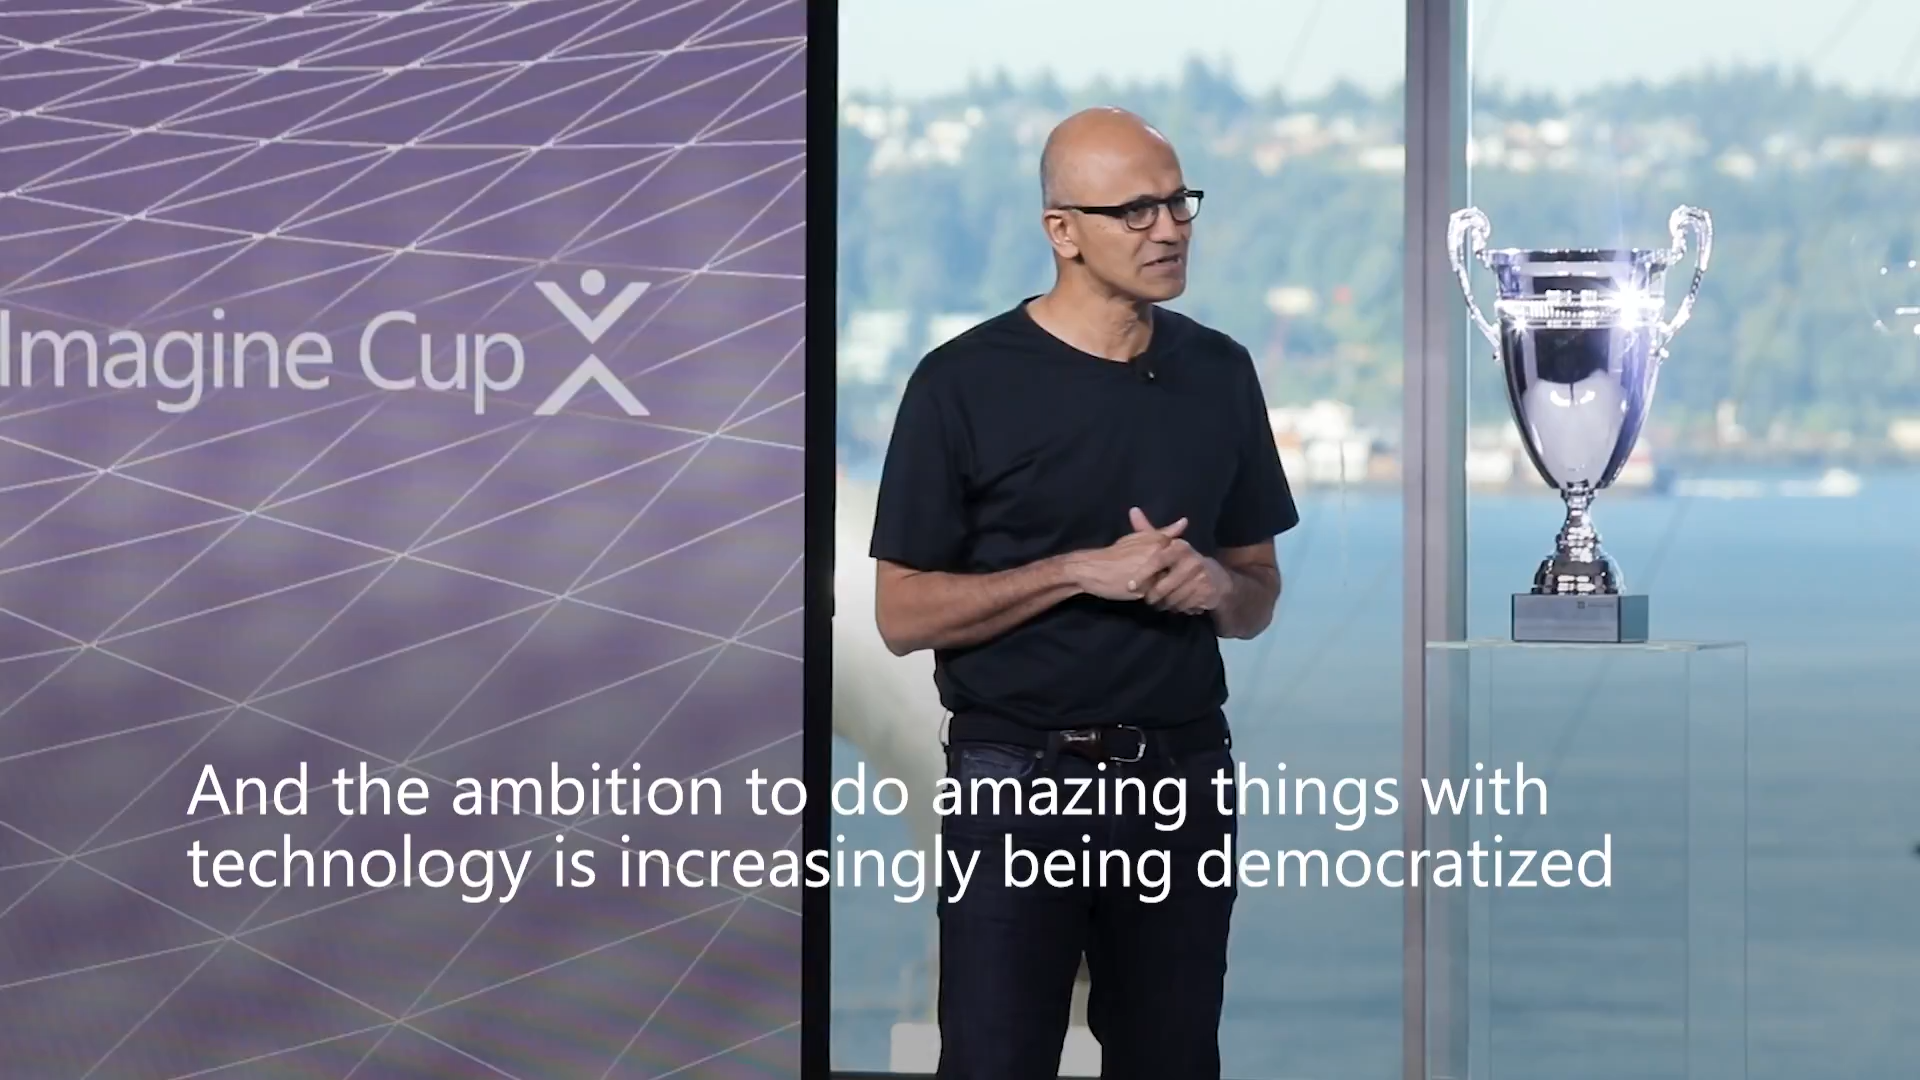 Imagine Cup
And the ambition to do amazing things with
technology is increasingly being democratized